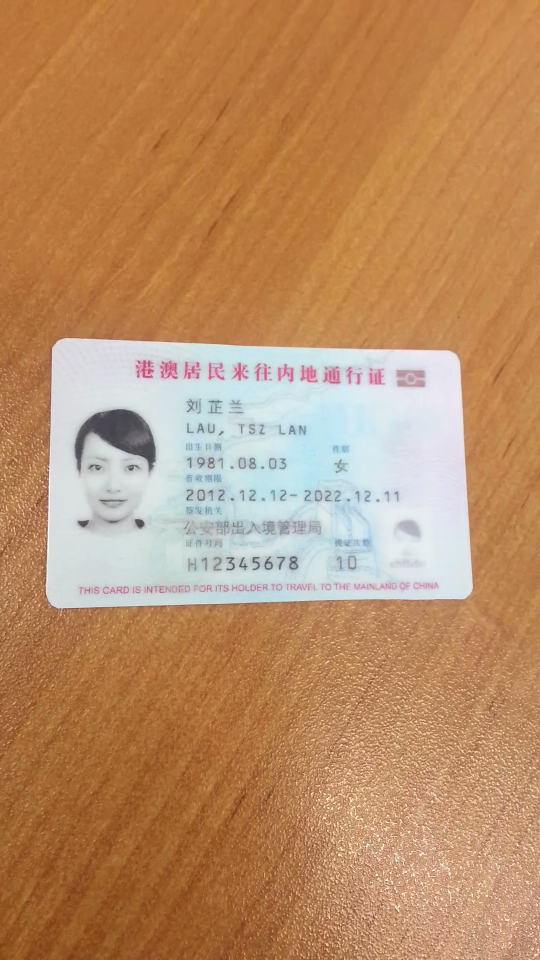 港澳居民来往内地通行证
刘芷兰
LAU, TSZ LAN
出生日期 性别
1981.08.03 女
有效期限
2012.12.12-2022.12.11
签发机关
公安部出入境管理局
证件号码 换证次数
H12345678 10
THIS CARD IS INTENDED FOR ITS HOLDER TO TRAVEL TO THE MAINLAND OF CHINA